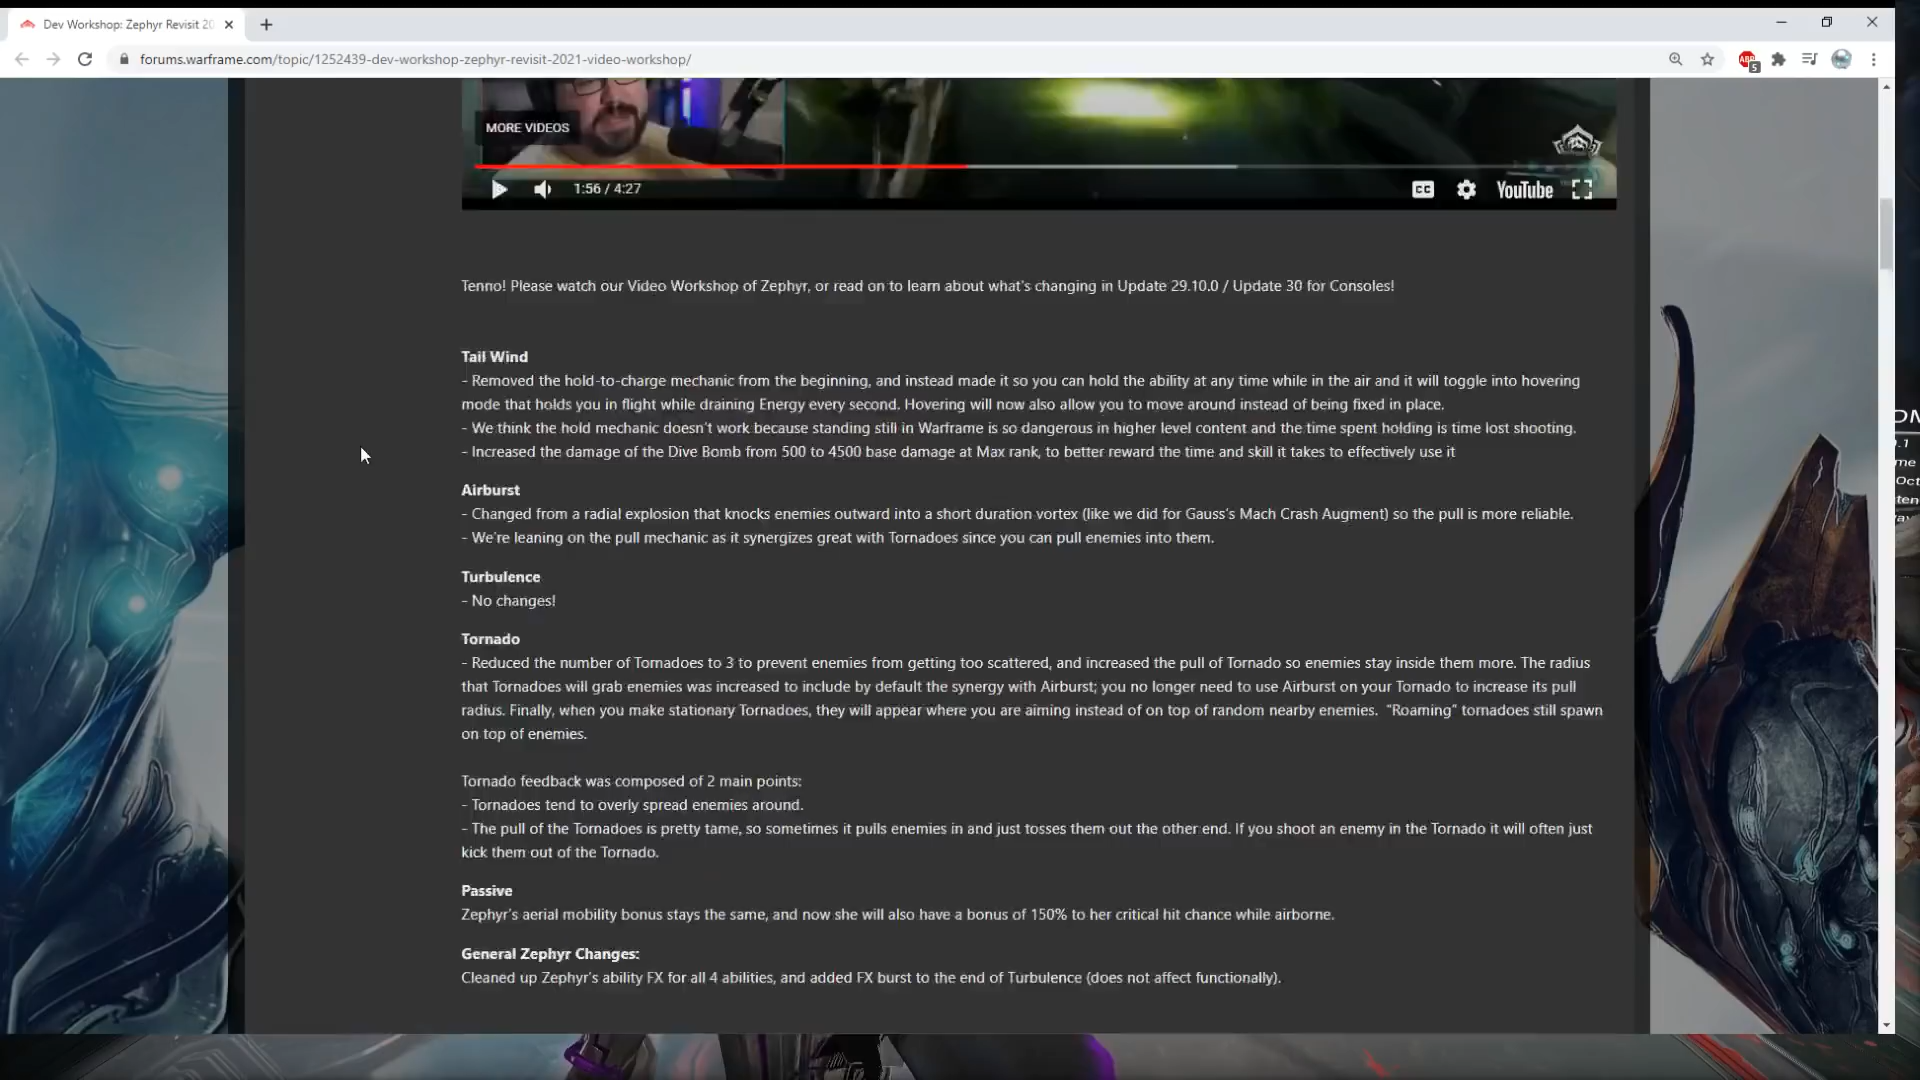 Dev Workshop: Zephyr Revisit 20
forums.warframe.com/topic/1252439-dev-workshop-zephyr-revisit-2021-video-workshop/
ABP
5
MORE VIDEOS
1:56 / 4:27
CC
YouTube
Tenno! Please watch our Video Workshop of Zephyr, or read on to learn about what's changing in Update 29.10.0 / Update 30 for Consoles!
Tail Wind
- Removed the hold-to-charge mechanic from the beginning, and instead made it so you can hold the ability at any time while in the air and it will toggle into hovering
mode that holds you in flight while draining Energy every second. Hovering will now also allow you to move around instead of being fixed in place.
- We think the hold mechanic doesn't work because standing still in Warframe is so dangerous in higher level content and the time spent holding is time lost shooting.
- Increased the damage of the Dive Bomb from 500 to 4500 base damage at Max rank, to better reward the time and skill it takes to effectively use it
Airburst
- Changed from a radial explosion that knocks enemies outward into a short duration vortex (like we did for Gauss's Mach Crash Augment) so the pull is more reliable.
- We're leaning on the pull mechanic as it synergizes great with Tornadoes since you can pull enemies into them.
Turbulence
- No changes!
Tornado
- Reduced the number of Tornadoes to 3 to prevent enemies from getting too scattered, and increased the pull of Tornado so enemies stay inside them more. The radius
that Tornadoes will grab enemies was increased to include by default the synergy with Airburst; you no longer need to use Airburst on your Tornado to increase its pull
radius. Finally, when you make stationary Tornadoes, they will appear where you are aiming instead of on top of random nearby enemies. "Roaming" tornadoes still spawn
on top of enemies.
Tornado feedback was composed of 2 main points:
- Tornadoes tend to overly spread enemies around.
- The pull of the Tornadoes is pretty tame, so sometimes it pulls enemies in and just tosses them out the other end. If you shoot an enemy in the Tornado it will often just
kick them out of the Tornado.
Passive
Zephyr's aerial mobility bonus stays the same, and now she will also have a bonus of 150% to her critical hit chance while airborne.
General Zephyr Changes:
Cleaned up Zephyr's ability FX for all 4 abilities, and added FX burst to the end of Turbulence (does not affect functionally).